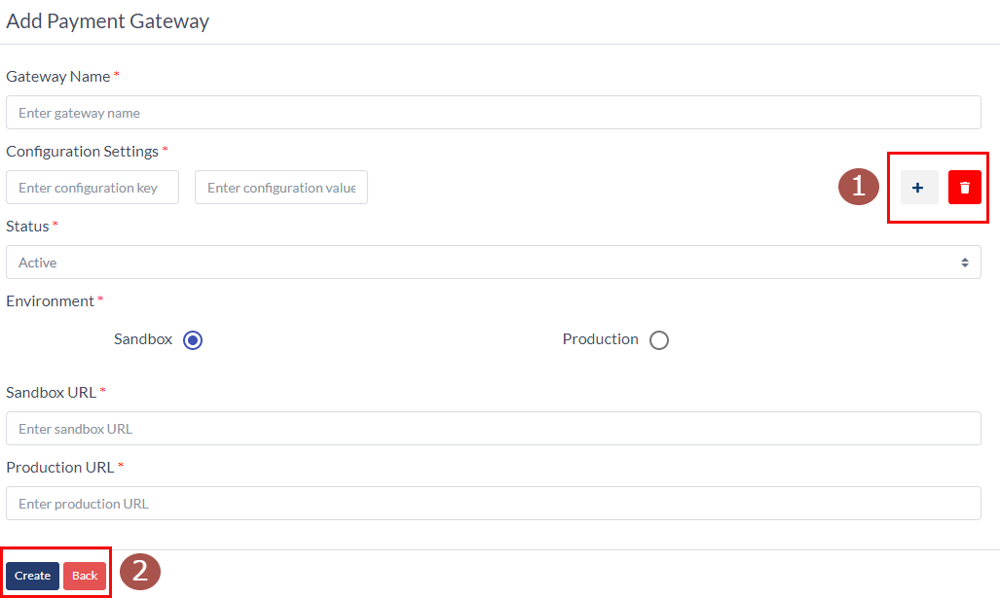 Add Payment Gateway
Gateway Name *
Enter gateway name
Configuration Settings *
Enter configuration key Enter configuration value 1 +
Status *
Active
Environment *
Sandbox Production
Sandbox URL *
Enter sandbox URL
Production URL *
Enter production URL
Create Back 2